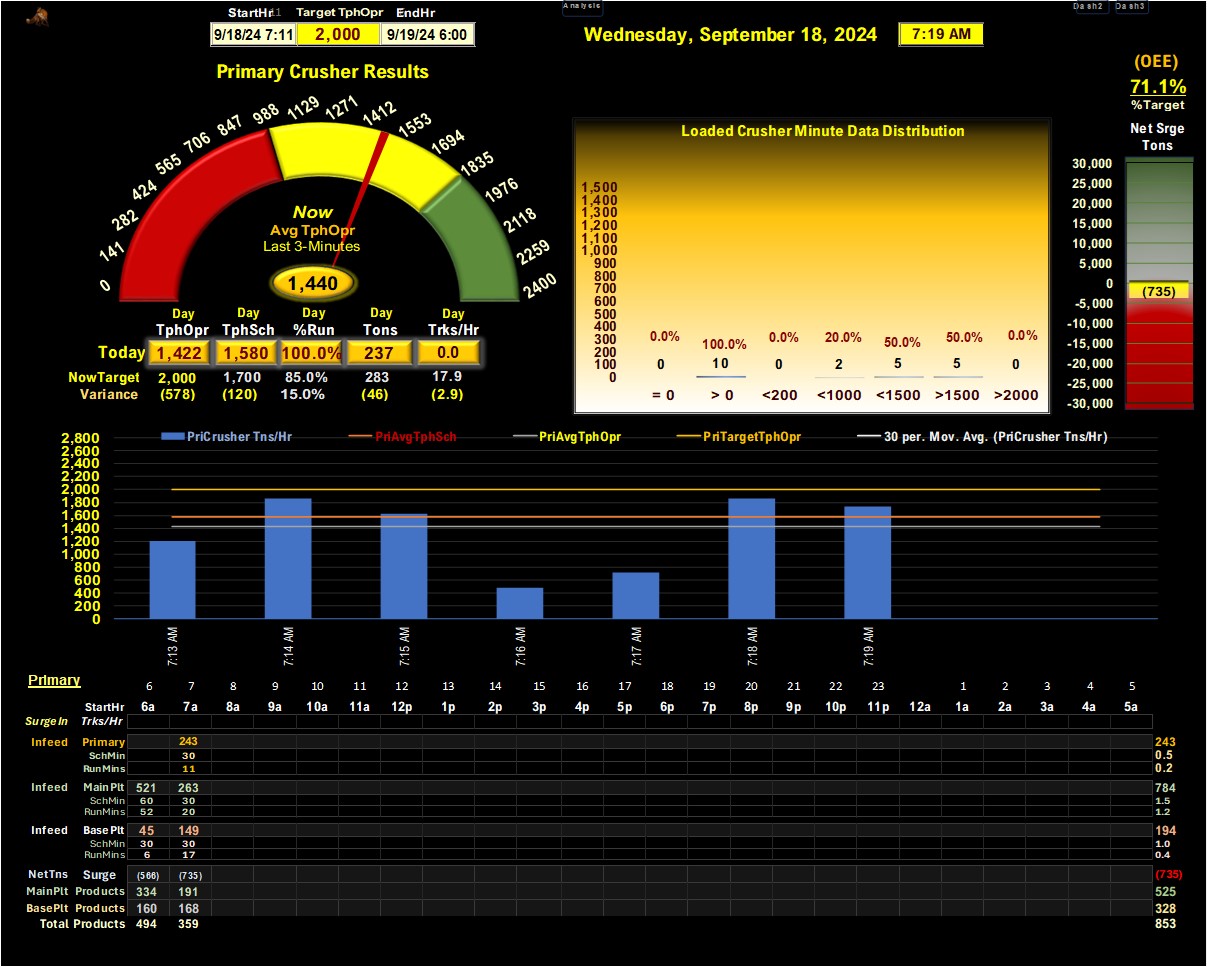 Analysis
Dash2 Dash3
StartHr Target TphOpr EndHr
9/18/24 7:11 2,000 9/19/24 6:00
Wednesday, September 18, 2024 7:19 AM
(OEE)
71.1%
%Target
Primary Crusher Results
0 141 282 424 565 706 847 988 1129 1271 1412 1553 1694 1835 1976 2118 2259 2400
Now
Avg TphOpr
Last 3-Minutes
1,440
Day Day Day Day Day
TphOpr TphSch %Run Tons Trks/Hr
Today 1,422 1,580 100.0% 237 0.0
NowTarget 2,000 1,700 85.0% 283 17.9
Variance (578) (120) 15.0% (46) (2.9)
Loaded Crusher Minute Data Distribution
1,500
1,400
1,300
1,200
1,100
1,000
900
800
700
600
500
400
300
200
100
0
0.0% 100.0% 0.0% 20.0% 50.0% 50.0% 0.0%
0 10 0 2 5 5 0
= 0 > 0 <200 <1000 <1500 >1500 >2000
Net Srge
Tons
30,000
25,000
20,000
15,000
10,000
5,000
0
-5,000
-10,000
-15,000
-20,000
-25,000
-30,000
(735)
PriCrusher Tns/Hr PriAvgTphSch PriAvgTphOpr PriTargetTphOpr 30 per. Mov. Avg. (PriCrusher Tns/Hr)
2,800
2,600
2,400
2,200
2,000
1,800
1,600
1,400
1,200
1,000
800
600
400
200
0
7:13 AM 7:14 AM 7:15 AM 7:16 AM 7:17 AM 7:18 AM 7:19 AM
Primary
6 7 8 9 10 11 12 13 14 15 16 17 18 19 20 21 22 23 1 2 3 4 5
StartHr 6a 7a 8a 9a 10a 11a 12p 1p 2p 3p 4p 5p 6p 7p 8p 9p 10p 11p 12a 1a 2a 3a 4a 5a
SurgeIn Trks/Hr
Infeed Primary 243 243
SchMin 30 0.5
RunMins 11 0.2
Infeed Main Plt 521 263 784
SchMin 60 30 1.5
RunMins 52 20 1.2
Infeed Base Plt 45 149 194
SchMin 30 30 1.0
RunMins 6 17 0.4
NetTns Surge (566) (735) (735)
MainPlt Products 334 191 525
BasePlt Products 160 168 328
Total Products 494 359 853